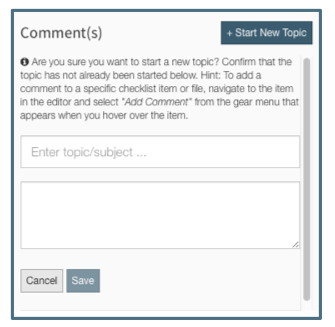 Comment(s)
+ Start New Topic
Are you sure you want to start a new topic? Confirm that the
topic has not already been started below. Hint: To add a
comment to a specific checklist item or file, navigate to the item
in the editor and select "Add Comment" from the gear menu that
appears when you hover over the item.
Enter topic/subject ...
Cancel Save